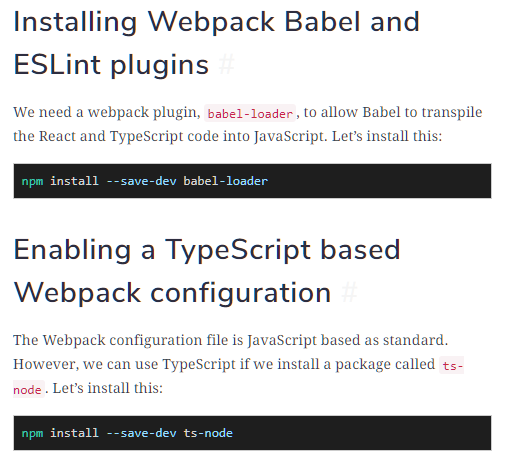 Installing Webpack Babel and
ESLint plugins #
We need a webpack plugin, babel-loader, to allow Babel to transpile
the React and TypeScript code into JavaScript. Let’s install this:
npm install --save-dev babel-loader
Enabling a TypeScript based
Webpack configuration #
The Webpack configuration file is JavaScript based as standard.
However, we can use TypeScript if we install a package called ts-
node. Let’s install this:
npm install --save-dev ts-node